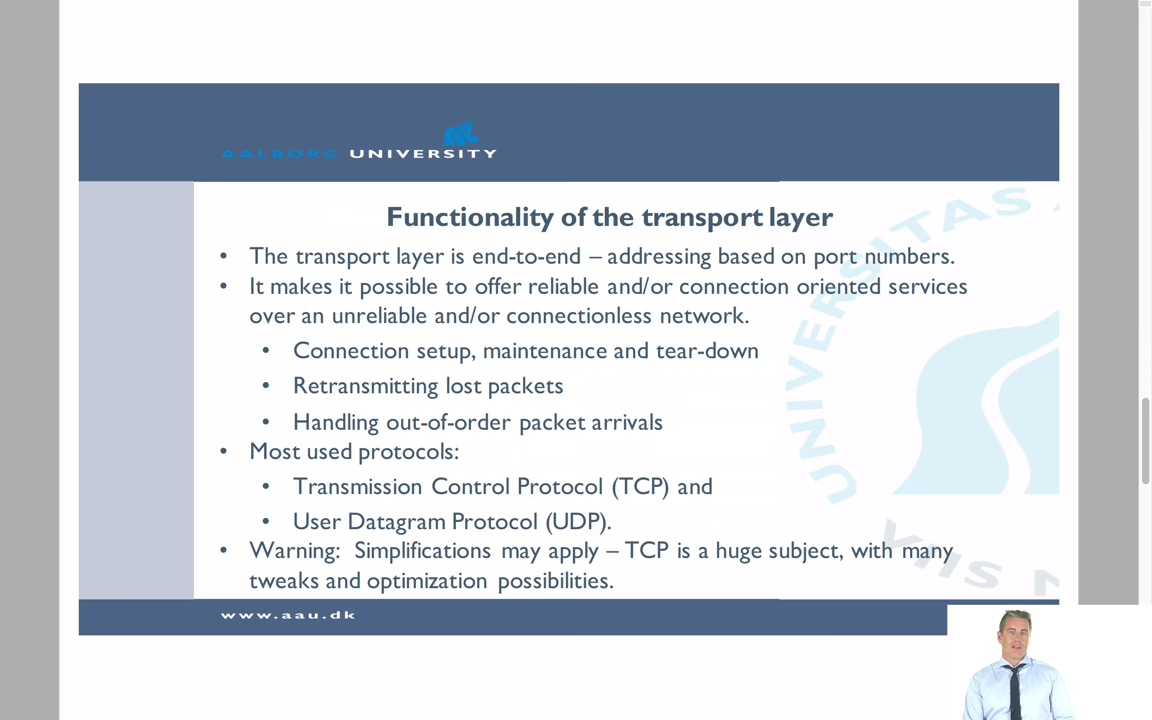 AALBORG UNIVERSITY
Functionality of the transport layer
• The transport layer is end-to-end – addressing based on port numbers.
• It makes it possible to offer reliable and/or connection oriented services
over an unreliable and/or connectionless network.
• Connection setup, maintenance and tear-down
• Retransmitting lost packets
• Handling out-of-order packet arrivals
• Most used protocols:
• Transmission Control Protocol (TCP) and
• User Datagram Protocol (UDP).
• Warning: Simplifications may apply – TCP is a huge subject, with many
tweaks and optimization possibilities.
www.aau.dk
UNIVERSITAS A
VIIS N